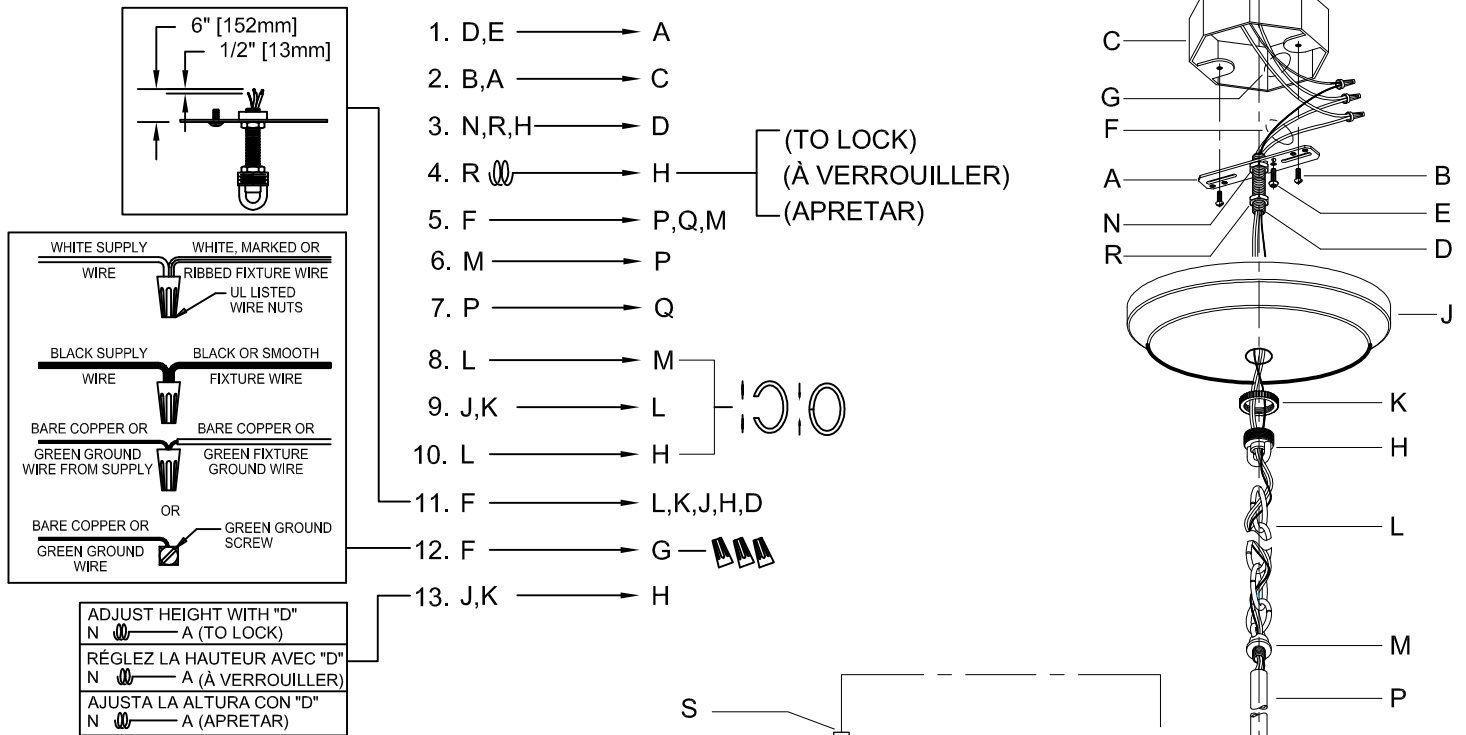 6" [152mm]
1/2" [13mm]
1. D,E A
2. B,A C
3. N,R,H D
4. R H
(TO LOCK)
(À VERROUILLER)
(APRETAR)
5. F P,Q,M
6. M P
7. P Q
8. L M
9. J,K L
10. L H
11. F L,K,J,H,D
12. F G
13. J,K H
WHITE SUPPLY
WIRE
WHITE, MARKED OR
RIBBED FIXTURE WIRE
UL LISTED
WIRE NUTS
BLACK SUPPLY
WIRE
BLACK OR SMOOTH
FIXTURE WIRE
BARE COPPER OR
GREEN GROUND
WIRE FROM SUPPLY
BARE COPPER OR
GREEN FIXTURE
GROUND WIRE
OR
BARE COPPER OR
GREEN GROUND
WIRE
GREEN GROUND
SCREW
ADJUST HEIGHT WITH "D"
N A (TO LOCK)
RÉGLEZ LA HAUTEUR AVEC "D"
N A (À VERROUILLER)
AJUSTA LA ALTURA CON "D"
N A (APRETAR)
C
G
F
A
N
R
B
E
D
J
K
H
L
M
P
S